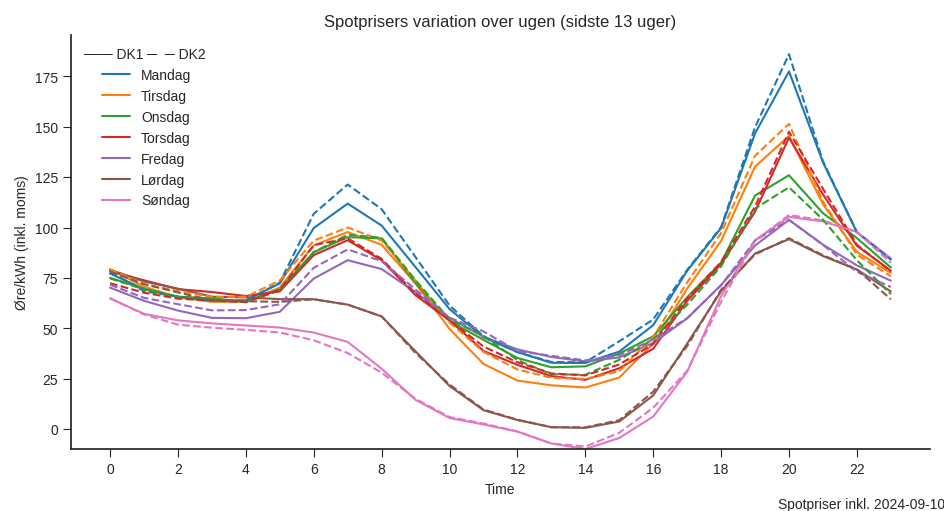 Spotprisers variation over ugen (sidste 13 uger)
DK1 DK2
Mandag
Tirsdag
Onsdag
Torsdag
Fredag
Lørdag
Søndag
Øre/kWh (inkl. moms)
175
150
125
100
75
50
25
0
0 2 4 6 8 10 12 14 16 18 20 22
Time
Spotpriser inkl. 2024-09-10